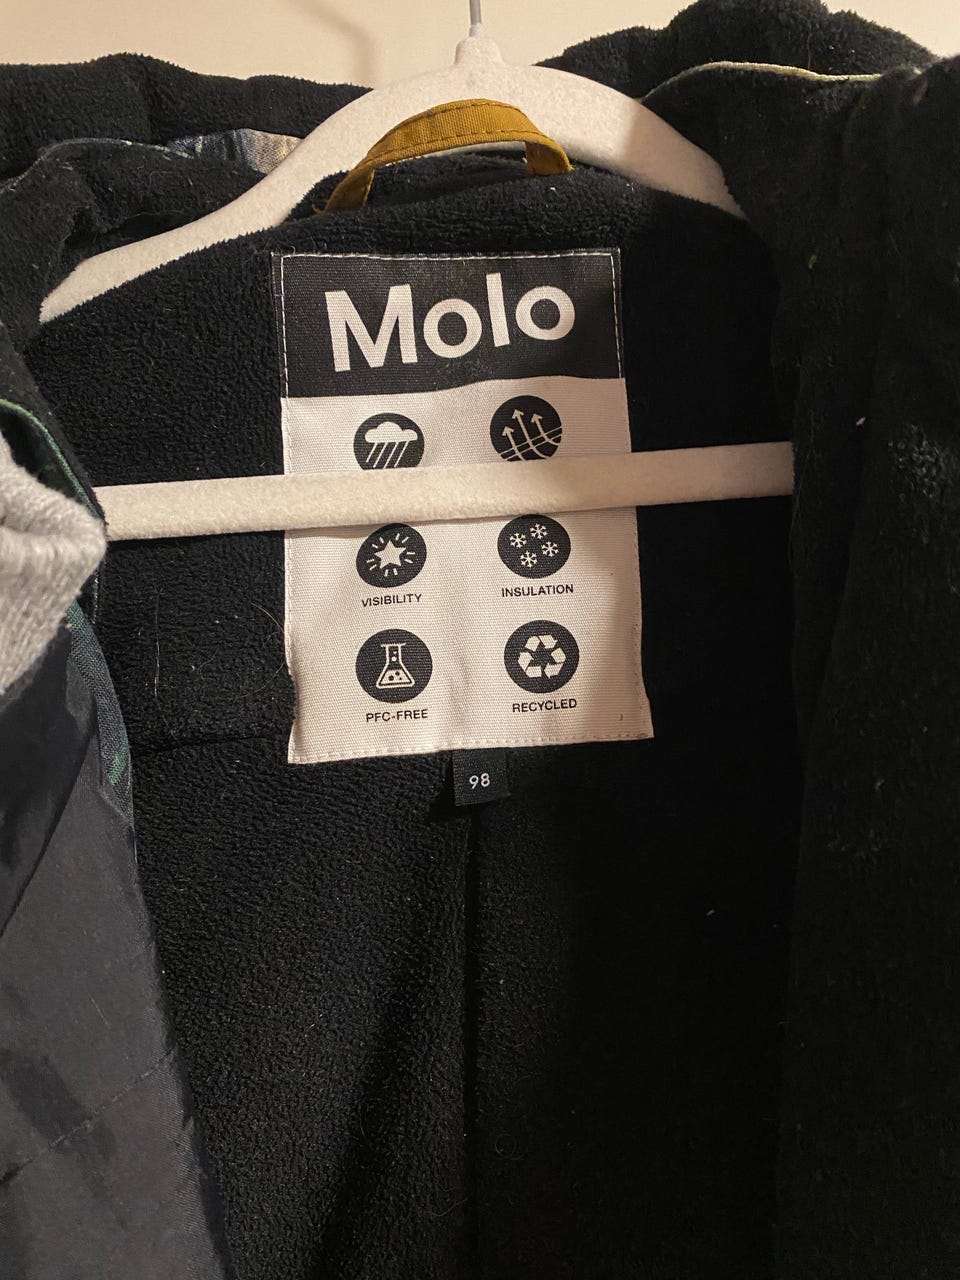 Molo
VISIBILITY
INSULATION
PFC-FREE
RECYCLED
98